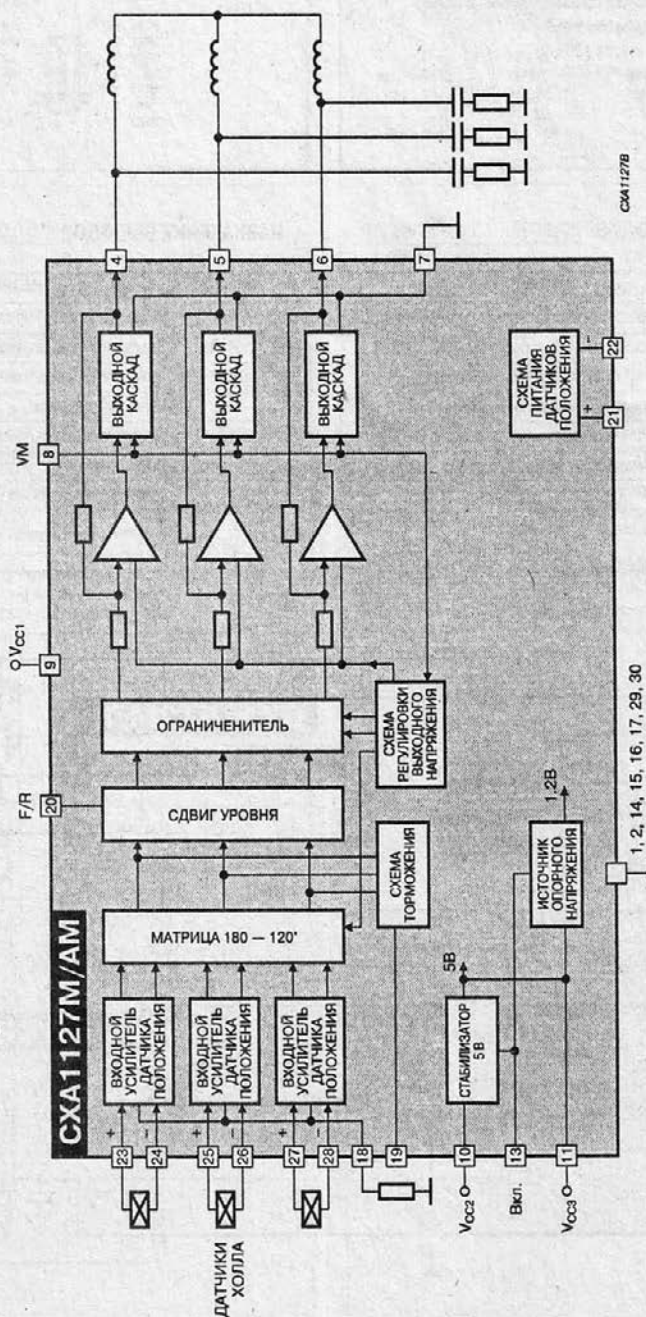 CXA1127M/AM
F/R
20
VCC1
9
VM
8
ДАТЧИКИ
ХОЛЛА
23
+
24
-
25
+
26
-
27
+
28
-
18
19
ВХОДНОЙ
УСИЛИТЕЛЬ
ДАТЧИКА
ПОЛОЖЕНИЯ
ВХОДНОЙ
УСИЛИТЕЛЬ
ДАТЧИКА
ПОЛОЖЕНИЯ
ВХОДНОЙ
УСИЛИТЕЛЬ
ДАТЧИКА
ПОЛОЖЕНИЯ
МАТРИЦА 180 — 120°
СДВИГ УРОВНЯ
ОГРАНИЧЕНИТЕЛЬ
ВЫХОДНОЙ
КАСКАД
ВЫХОДНОЙ
КАСКАД
ВЫХОДНОЙ
КАСКАД
4
5
6
7
СХЕМА
ТОРМОЖЕНИЯ
СХЕМА
РЕГУЛИРОВКИ
ВЫХОДНОГО
НАПРЯЖЕНИЯ
VCC2
10
Вкл.
13
VCC3
11
СТАБИЛИЗАТОР
5 В
5В
ИСТОЧНИК
ОПОРНОГО
НАПРЯЖЕНИЯ
1,2В
СХЕМА
ПИТАНИЯ
ДАТЧИКОВ
ПОЛОЖЕНИЯ
+
-
21
22
1, 2, 14, 15, 16, 17, 29, 30
CXA1127B